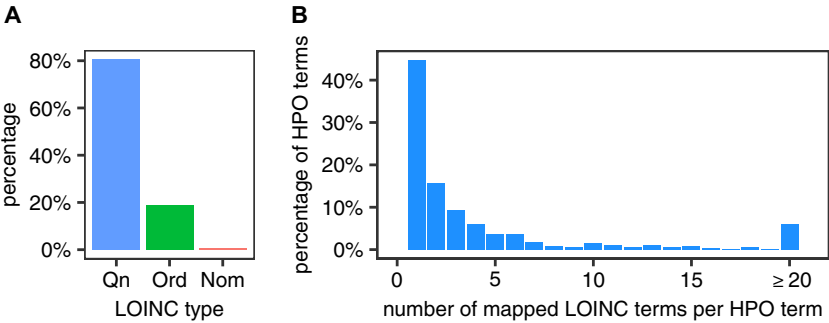 A
percentage
80%
60%
40%
20%
0%
Qn Ord Nom
LOINC type
B
percentage of HPO terms
40%
30%
20%
10%
0%
0 5 10 15 ≥ 20
number of mapped LOINC terms per HPO term